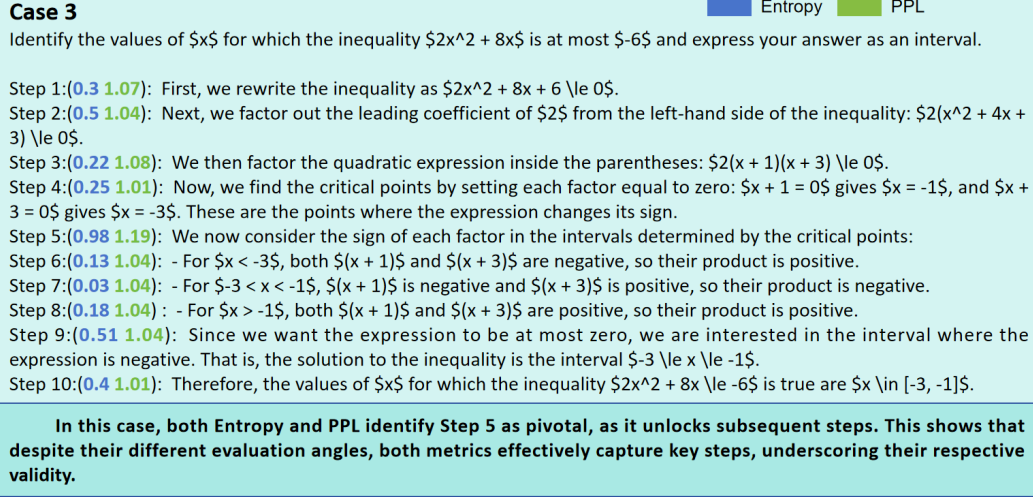 Case 3
Entropy PPL
Identify the values of $x$ for which the inequality $2x^2 + 8x$ is at most $-6$ and express your answer as an interval.
Step 1:(0.3 1.07): First, we rewrite the inequality as $2x^2 + 8x + 6 \le 0$.
Step 2:(0.5 1.04): Next, we factor out the leading coefficient of $2$ from the left-hand side of the inequality: $2(x^2 + 4x +
3) \le 0$.
Step 3:(0.22 1.08): We then factor the quadratic expression inside the parentheses: $2(x + 1)(x + 3) \le 0$.
Step 4:(0.25 1.01): Now, we find the critical points by setting each factor equal to zero: $x + 1 = 0$ gives $x = -1$, and $x +
3 = 0$ gives $x = -3$. These are the points where the expression changes its sign.
Step 5:(0.98 1.19): We now consider the sign of each factor in the intervals determined by the critical points:
Step 6:(0.13 1.04): - For $x < -3$, both $(x + 1)$ and $(x + 3)$ are negative, so their product is positive.
Step 7:(0.03 1.04): - For $-3 < x < -1$, $(x + 1)$ is negative and $(x + 3)$ is positive, so their product is negative.
Step 8:(0.18 1.04) : - For $x > -1$, both $(x + 1)$ and $(x + 3)$ are positive, so their product is positive.
Step 9:(0.51 1.04): Since we want the expression to be at most zero, we are interested in the interval where the
expression is negative. That is, the solution to the inequality is the interval $-3 \le x \le -1$.
Step 10:(0.4 1.01): Therefore, the values of $x$ for which the inequality $2x^2 + 8x \le -6$ is true are $x \in [-3, -1]$.
In this case, both Entropy and PPL identify Step 5 as pivotal, as it unlocks subsequent steps. This shows that
despite their different evaluation angles, both metrics effectively capture key steps, underscoring their respective
validity.